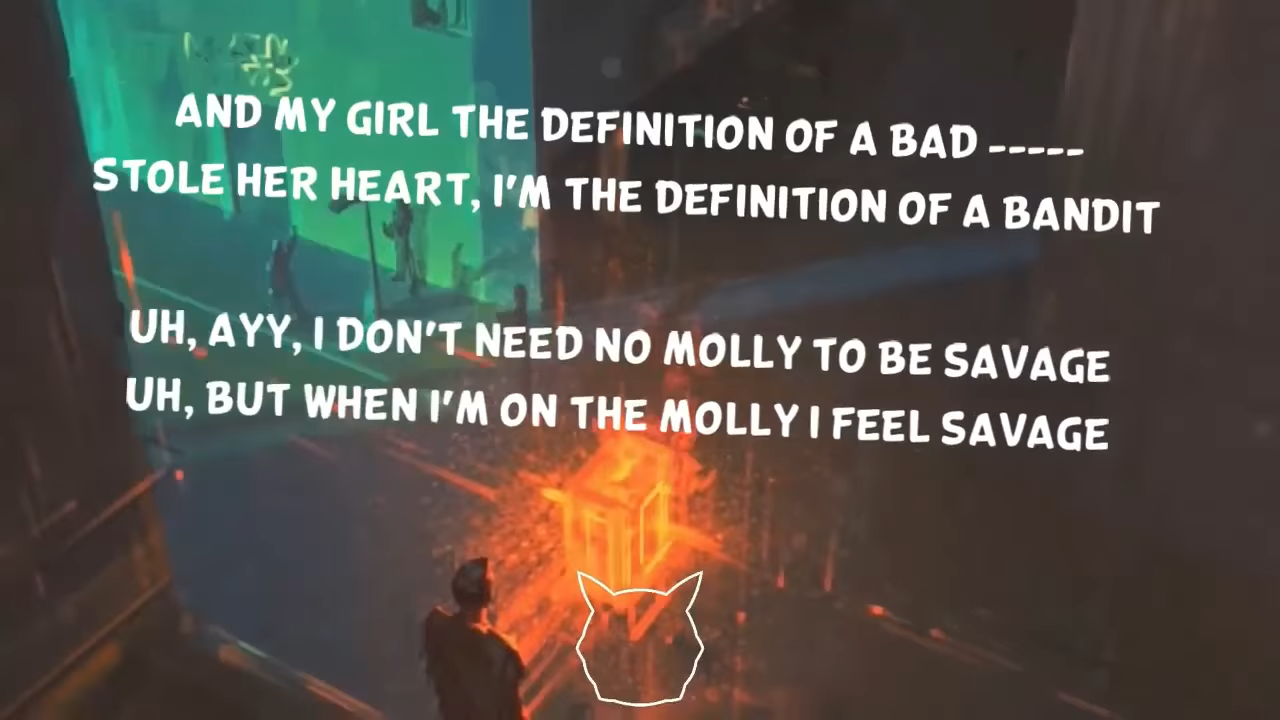 AND MY GIRL THE DEFINITION OF A BAD -----
STOLE HER HEART, I'M THE DEFINITION OF A BANDIT
UH, AYY, I DON'T NEED NO MOLLY TO BE SAVAGE
UH, BUT WHEN I'M ON THE MOLLY I FEEL SAVAGE